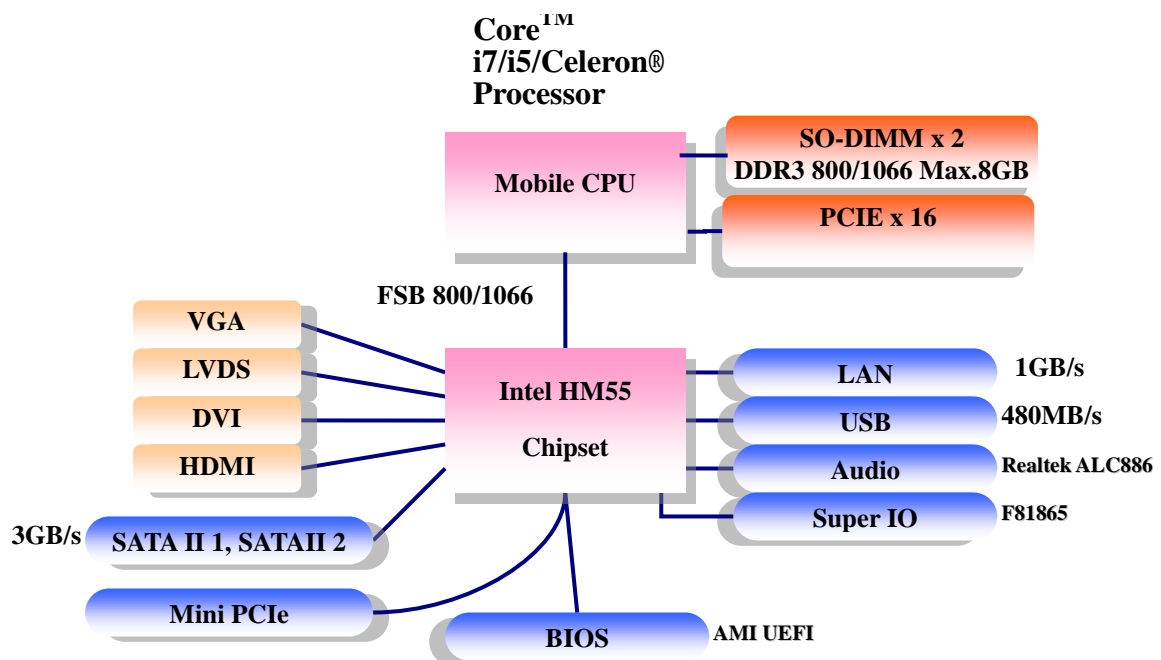 Core™
i7/i5/Celeron®
Processor
Mobile CPU
SO-DIMM x 2
DDR3 800/1066 Max.8GB
PCIE x 16
FSB 800/1066
VGA
LVDS
DVI
HDMI
Intel HM55
Chipset
LAN
1GB/s
USB
480MB/s
Audio
Realtek ALC886
Super IO
F81865
3GB/s
SATA II 1, SATAII 2
Mini PCIe
BIOS
AMI UEFI